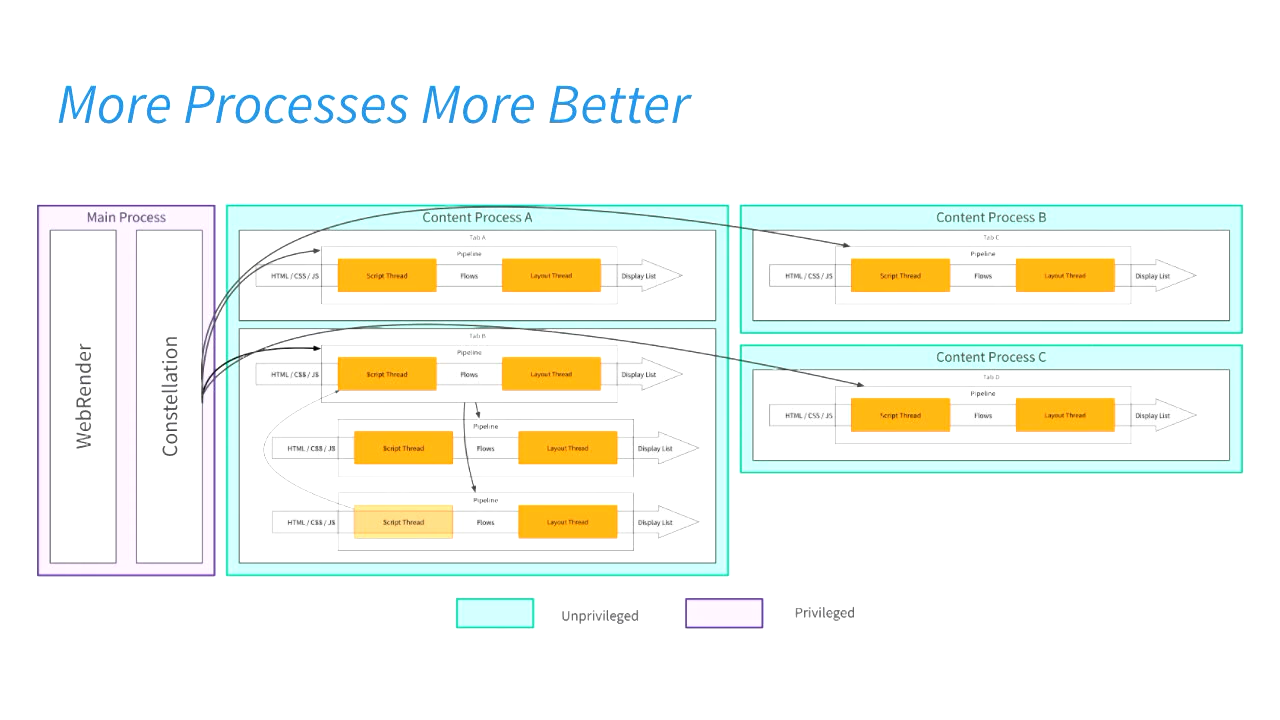 More Processes More Better
Main Process
WebRender
Constellation
Content Process A
Tab A
Pipeline
HTML / CSS / JS
Script Thread
Flows
Layout Thread
Display List
Tab B
Pipeline
HTML / CSS / JS
Script Thread
Flows
Layout Thread
Display List
Pipeline
HTML / CSS / JS
Script Thread
Flows
Layout Thread
Display List
Pipeline
HTML / CSS / JS
Script Thread
Flows
Layout Thread
Display List
Content Process B
Tab C
Pipeline
HTML / CSS / JS
Script Thread
Flows
Layout Thread
Display List
Content Process C
Tab D
Pipeline
HTML / CSS / JS
Script Thread
Flows
Layout Thread
Display List
Unprivileged
Privileged